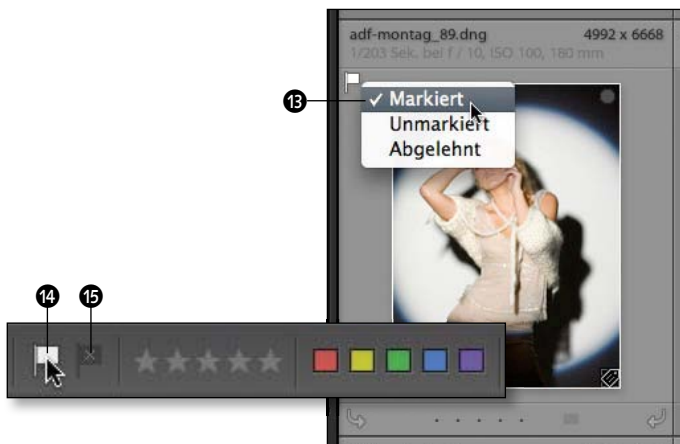 adf-montag_89.dng 4992 x 6668
1/203 Sek. bei f / 10, ISO 100, 180 mm
13
✓ Markiert
Unmarkiert
Abgelehnt
14 15